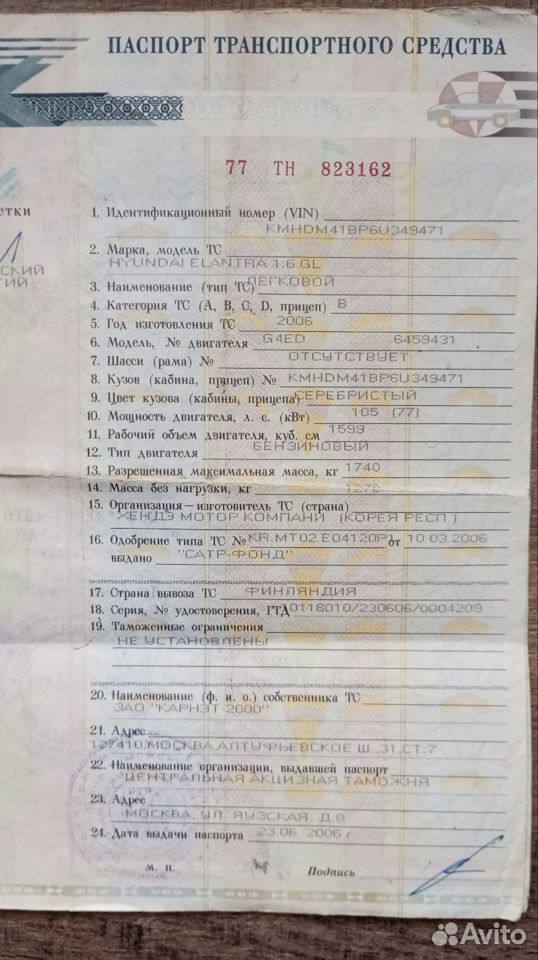 ПАСПОРТ ТРАНСПОРТНОГО СРЕДСТВА
77 ТН 823162
етки
1. Идентификационный номер (VIN)
KMHDM41BP6U349471
2. Марка, модель ТС
HYUNDAI ELANTRA 1.6 GL
3. Наименование (тип ТС) ЛЕГКОВОЙ
4. Категория ТС (А, В, С, D, прицеп) В
5. Год изготовления ТС 2006
6. Модель, № двигателя G4ED 6459431
7. Шасси (рама) № ОТСУТСТВУЕТ
8. Кузов (кабина, прицеп) № KMHDM41BP6U349471
9. Цвет кузова (кабины, прицепа) СЕРЕБРИСТЫЙ
10. Мощность двигателя, л. с. (кВт) 105 (77)
11. Рабочий объем двигателя, куб. см 1599
12. Тип двигателя БЕНЗИНОВЫЙ
13. Разрешенная максимальная масса, кг 1740
14. Масса без нагрузки, кг
15. Организация—изготовитель ТС (страна)
ХЕНДЭ МОТОР КОМПАНИ (КОРЕЯ РЕСП.)
16. Одобрение типа ТС № KR.MT02.E04120P1 от 10.03.2006
выдано "САТР-ФОНД"
17. Страна вывоза ТС ФИНЛЯНДИЯ
18. Серия, № удостоверения, ГТД 10118010/230606/0004209
19. Таможенные ограничения
НЕ УСТАНОВЛЕНЫ
20. Наименование (ф. и. о.) собственника ТС
ЗАО "КАРНЭТ-2000"
21. Адрес
127410,МОСКВА,АЛТУФЬЕВСКОЕ Ш.,31,СТ.7
22. Наименование организации, выдавшей паспорт
ЦЕНТРАЛЬНАЯ АКЦИЗНАЯ ТАМОЖНЯ
23. Адрес
МОСКВА, УЛ. ЯУЗСКАЯ, Д.8
24. Дата выдачи паспорта 23.06.2006 г.
М. П. Подпись
Avito